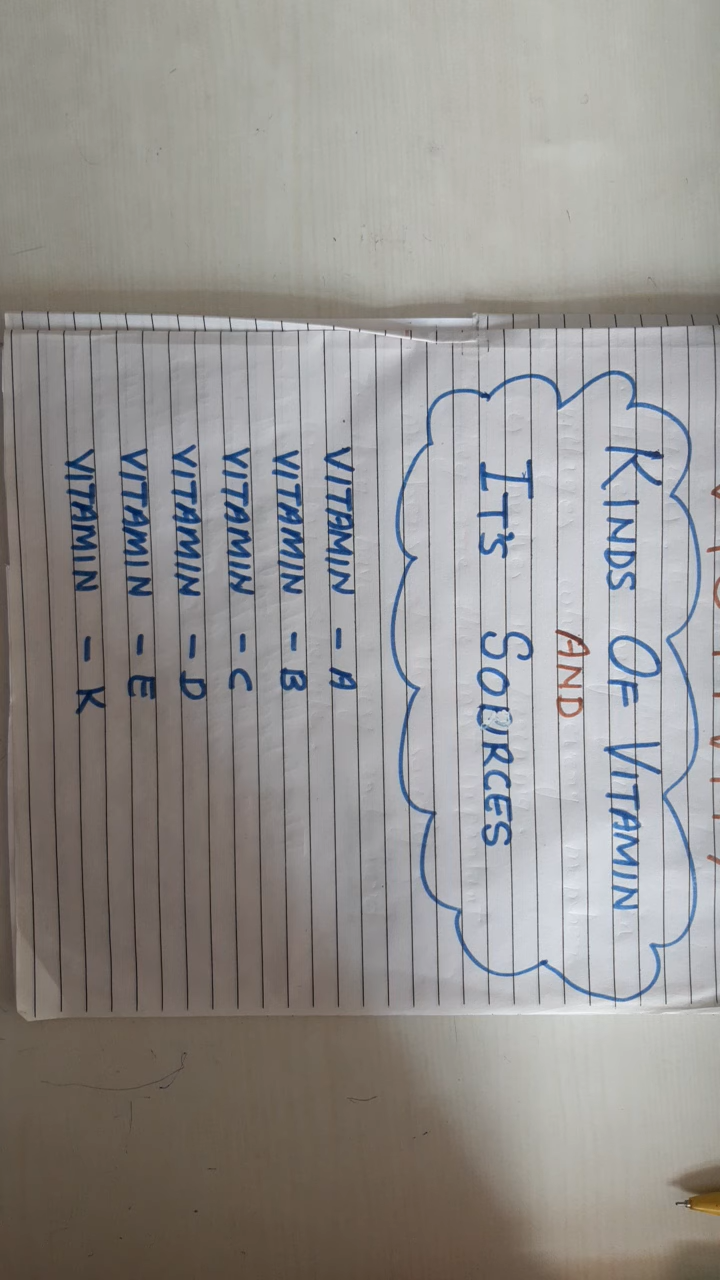 KINDS OF VITAMIN
AND
IT'S SOURCES
VITAMIN - A
VITAMIN - B
VITAMIN - C
VITAMIN - D
VITAMIN - E
VITAMIN - K